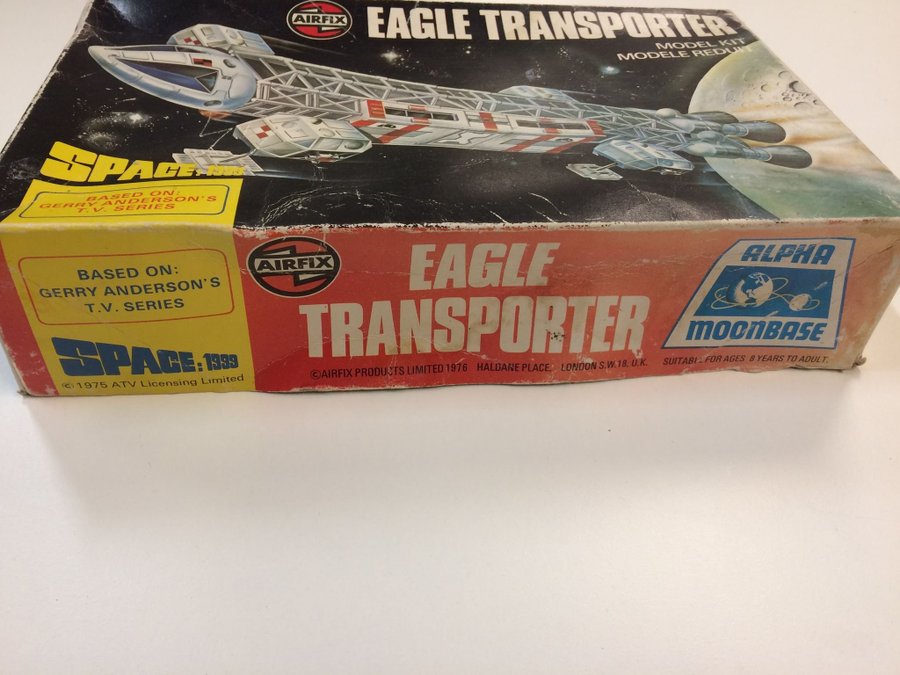 AIRFIX
EAGLE TRANSPORTER
MODEL KIT
MODELE REDUIT
SPACE: 1999
BASED ON:
GERRY ANDERSON'S
T.V. SERIES
BASED ON:
GERRY ANDERSON'S
T.V. SERIES
SPACE: 1999
© 1975 ATV Licensing Limited
AIRFIX
EAGLE
TRANSPORTER
© AIRFIX PRODUCTS LIMITED 1976 HALDANE PLACE, LONDON S.W.18, U.K.
ALPHA
MOONBASE
SUITABLE FOR AGES 8 YEARS TO ADULT.